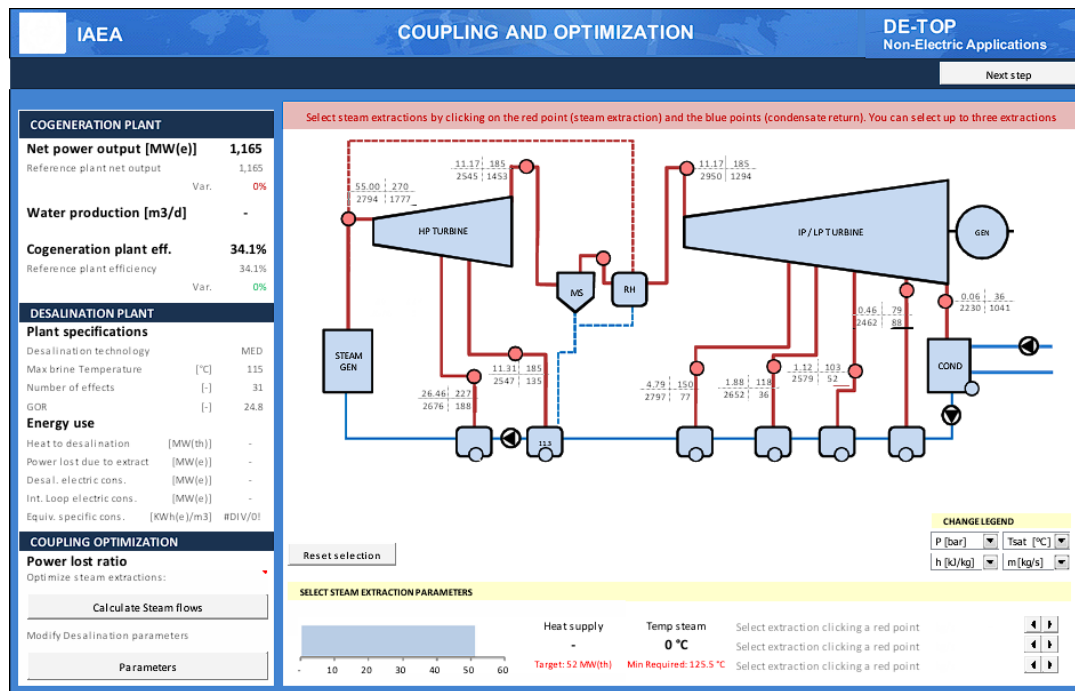 IAEA
COUPLING AND OPTIMIZATION
DE-TOP
Non-Electric Applications
Next step
COGENERATION PLANT
Net power output [MW(e)] 1,165
Reference plant net output 1,165
Var. 0%
Water production [m3/d] -
Cogeneration plant eff. 34.1%
Reference plant efficiency 34.1%
Var. 0%
DESALINATION PLANT
Plant specifications
Desalination technology MED
Max brine Temperature [°C] 115
Number of effects [-] 31
GOR [-] 24.8
Energy use
Heat to desalination [MW(th)] -
Power lost due to extract [MW(e)] -
Desal. electric cons. [MW(e)] -
Int. Loop electric cons. [MW(e)] -
Equiv. specific cons. [KWh(e)/m3] #DIV/0!
COUPLING OPTIMIZATION
Power lost ratio
Optimize steam extractions:
Calculate Steam flows
Modify Desalination parameters
Parameters
Select steam extractions by clicking on the red point (steam extraction) and the blue points (condensate return). You can select up to three extractions
11.17 185
2545 1453
11.17 185
2950 1294
55.00 270
2794 1777
HP TURBINE
IP / LP TURBINE
GEN
MS
RH
0.06 36
2230 1041
0.46 79
2462 88
STEAM
GEN
COND
11.31 185
2547 135
1.12 103
2579 52
26.46 227
2676 188
4.79 150
2797 77
1.88 118
2652 36
11.3
CHANGE LEGEND
P [bar] Tsat [°C]
h [kJ/kg] m[kg/s]
Reset selection
SELECT STEAM EXTRACTION PARAMETERS
Heat supply Temp steam
- 0 °C
Target: 52 MW(th) Min Required: 125.5 °C
Select extraction clicking a red point
Select extraction clicking a red point
Select extraction clicking a red point
- 10 20 30 40 50 60